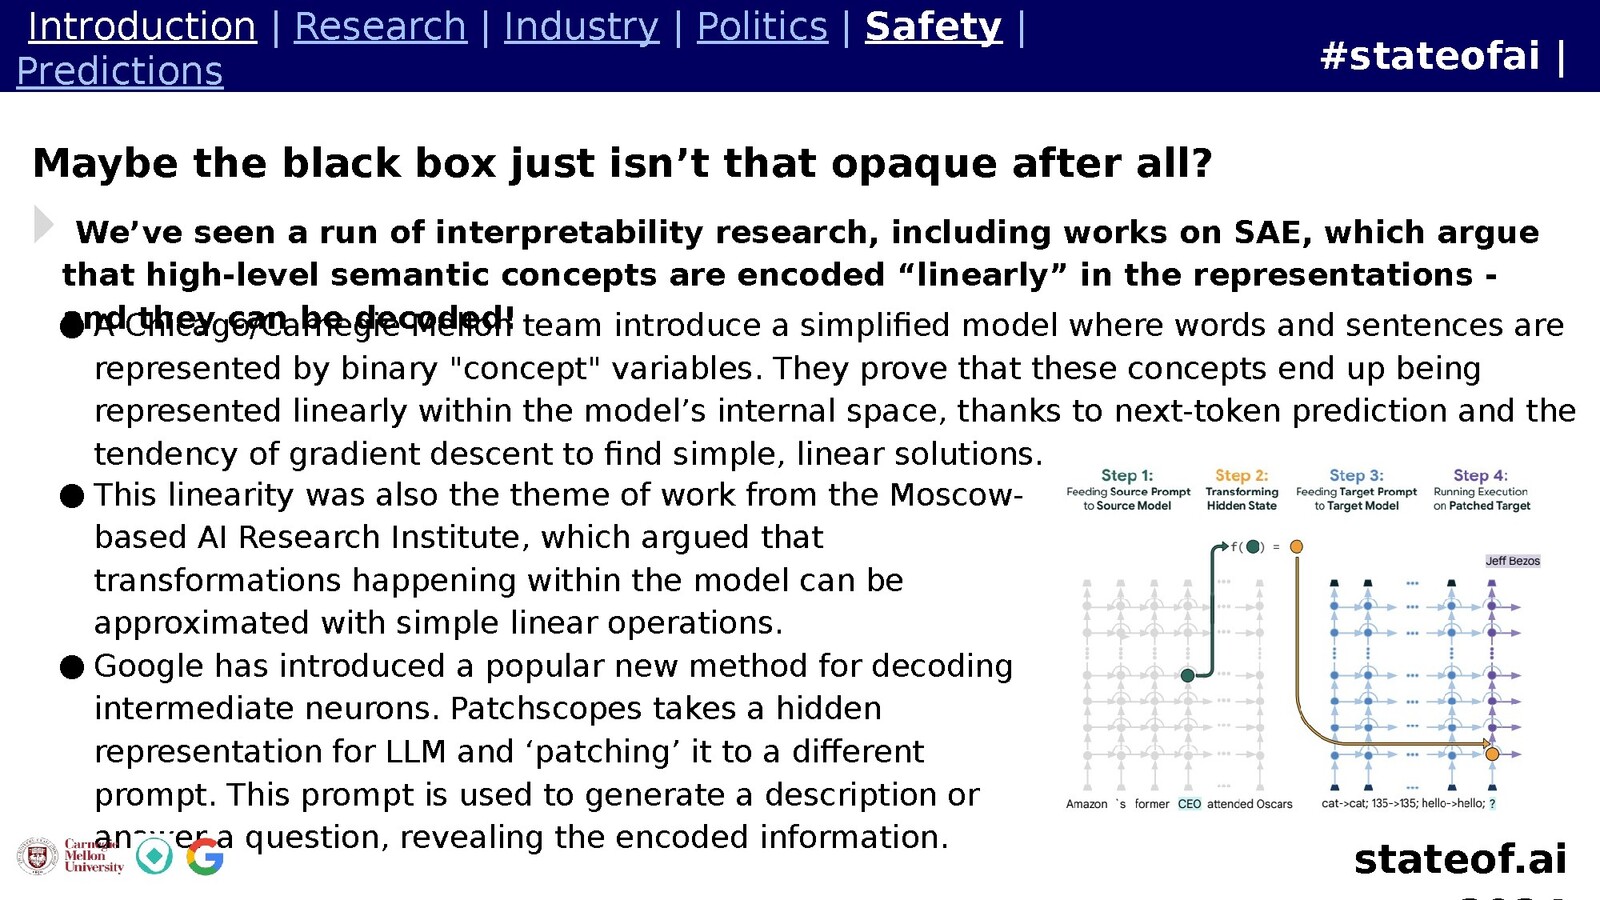 Introduction | Research | Industry | Politics | Safety |
Predictions
#stateofai |
Maybe the black box just isn’t that opaque after all?
We’ve seen a run of interpretability research, including works on SAE, which argue
that high-level semantic concepts are encoded “linearly” in the representations -
and they can be decoded!
● A Chicago/Carnegie Mellon team introduce a simplified model where words and sentences are
represented by binary "concept" variables. They prove that these concepts end up being
represented linearly within the model’s internal space, thanks to next-token prediction and the
tendency of gradient descent to find simple, linear solutions.
● This linearity was also the theme of work from the Moscow-
based AI Research Institute, which argued that
transformations happening within the model can be
approximated with simple linear operations.
● Google has introduced a popular new method for decoding
intermediate neurons. Patchscopes takes a hidden
representation for LLM and ‘patching’ it to a different
prompt. This prompt is used to generate a description or
answer a question, revealing the encoded information.
Step 1:
Feeding Source Prompt
to Source Model
Step 2:
Transforming
Hidden State
Step 3:
Feeding Target Prompt
to Target Model
Step 4:
Running Execution
on Patched Target
f( ) =
Jeff Bezos
Amazon `s former CEO attended Oscars
cat->cat; 135->135; hello->hello; ?
Carnegie
Mellon
University
stateof.ai